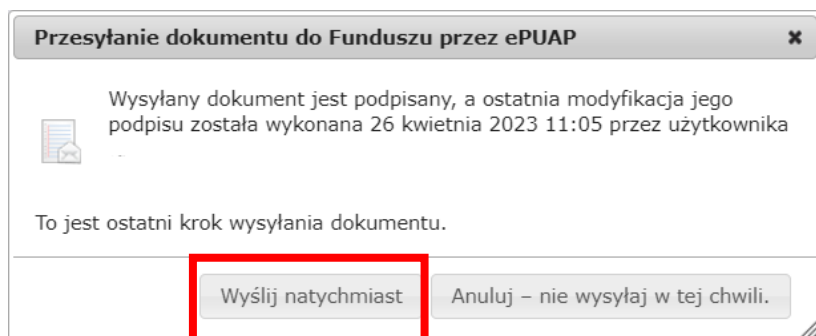 Przesyłanie dokumentu do Funduszu przez ePUAP
Wysyłany dokument jest podpisany, a ostatnia modyfikacja jego
podpisu została wykonana 26 kwietnia 2023 11:05 przez użytkownika
To jest ostatni krok wysyłania dokumentu.
Wyślij natychmiast
Anuluj – nie wysyłaj w tej chwili.